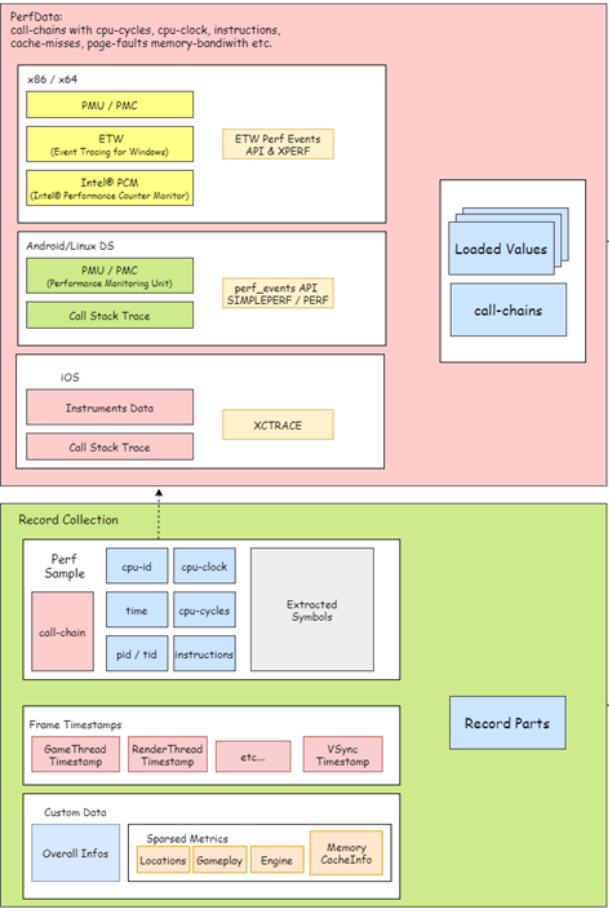 PerfData:
call-chains with cpu-cycles, cpu-clock, instructions,
cache-misses, page-faults memory-bandiwith etc.
x86 / x64
PMU / PMC
ETW
(Event Tracing for Windows)
Intel® PCM
(Intel® Performance Counter Monitor)
ETW Perf Events
API & XPERF
Android/Linux DS
PMU / PMC
(Performance Monitoring Unit)
Call Stack Trace
perf_events API
SIMPLEPERF / PERF
iOS
Instruments Data
Call Stack Trace
XCTRACE
Loaded Values
call-chains
Record Collection
Perf
Sample
call-chain
cpu-id
cpu-clock
time
cpu-cycles
pid / tid
instructions
Extracted
Symbols
Frame Timestamps
GameThread
Timestamp
RenderThread
Timestamp
etc...
VSync
Timestamp
Custom Data
Overall Infos
Sparsed Metrics
Locations
Gameplay
Engine
Memory
CacheInfo
Record Parts